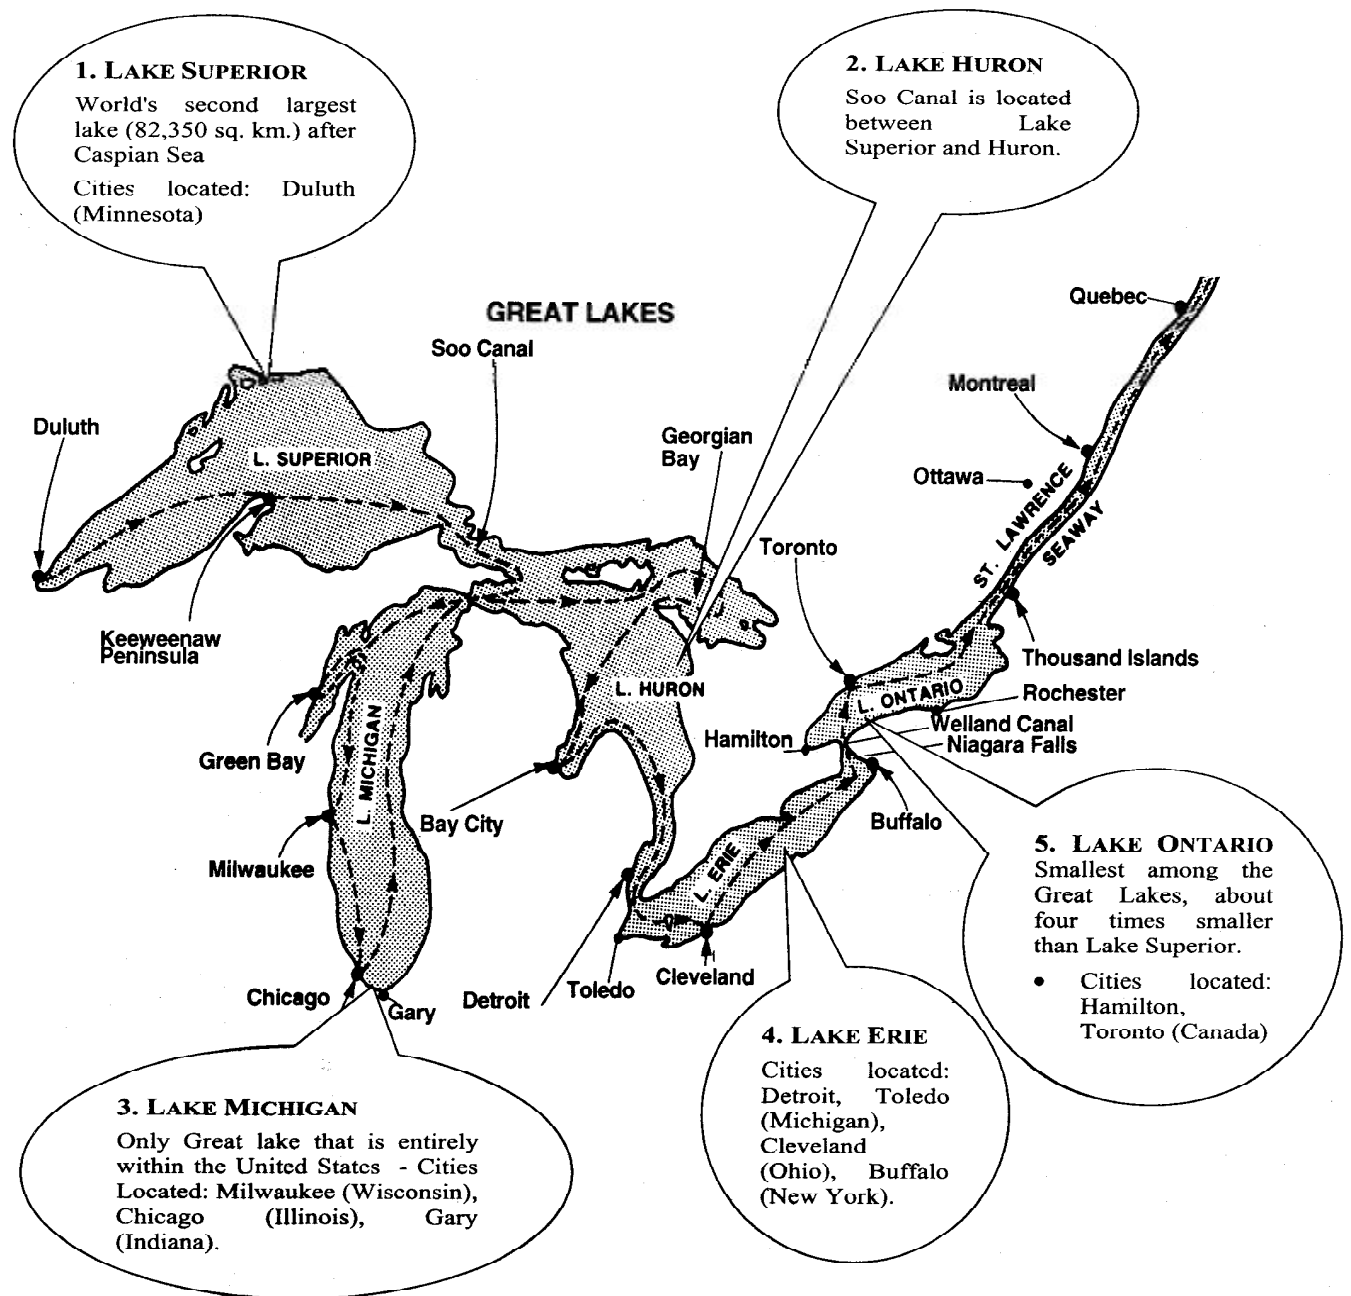 1. LAKE SUPERIOR
World's second largest
lake (82,350 sq. km.) after
Caspian Sea
Cities located: Duluth
(Minnesota)
2. LAKE HURON
Soo Canal is located
between Lake
Superior and Huron.
GREAT LAKES
Quebec
Soo Canal
Montreal
Duluth
Georgian
Bay
L. SUPERIOR
Ottawa
ST. LAWRENCE
SEAWAY
Toronto
Keeweenaw
Peninsula
Thousand Islands
L. HURON
L. ONTARIO
Rochester
Welland Canal
Hamilton
Niagara Falls
Green Bay
L. MICHIGAN
Bay City
Buffalo
Milwaukee
L. ERIE
5. LAKE ONTARIO
Smallest among the
Great Lakes, about
four times smaller
than Lake Superior.
• Cities located:
Hamilton,
Toronto (Canada)
Chicago
Gary
Detroit
Toledo
Cleveland
4. LAKE ERIE
Cities located:
Detroit, Toledo
(Michigan),
Cleveland
(Ohio), Buffalo
(New York).
3. LAKE MICHIGAN
Only Great lake that is entirely
within the United States - Cities
Located: Milwaukee (Wisconsin),
Chicago (Illinois), Gary
(Indiana).